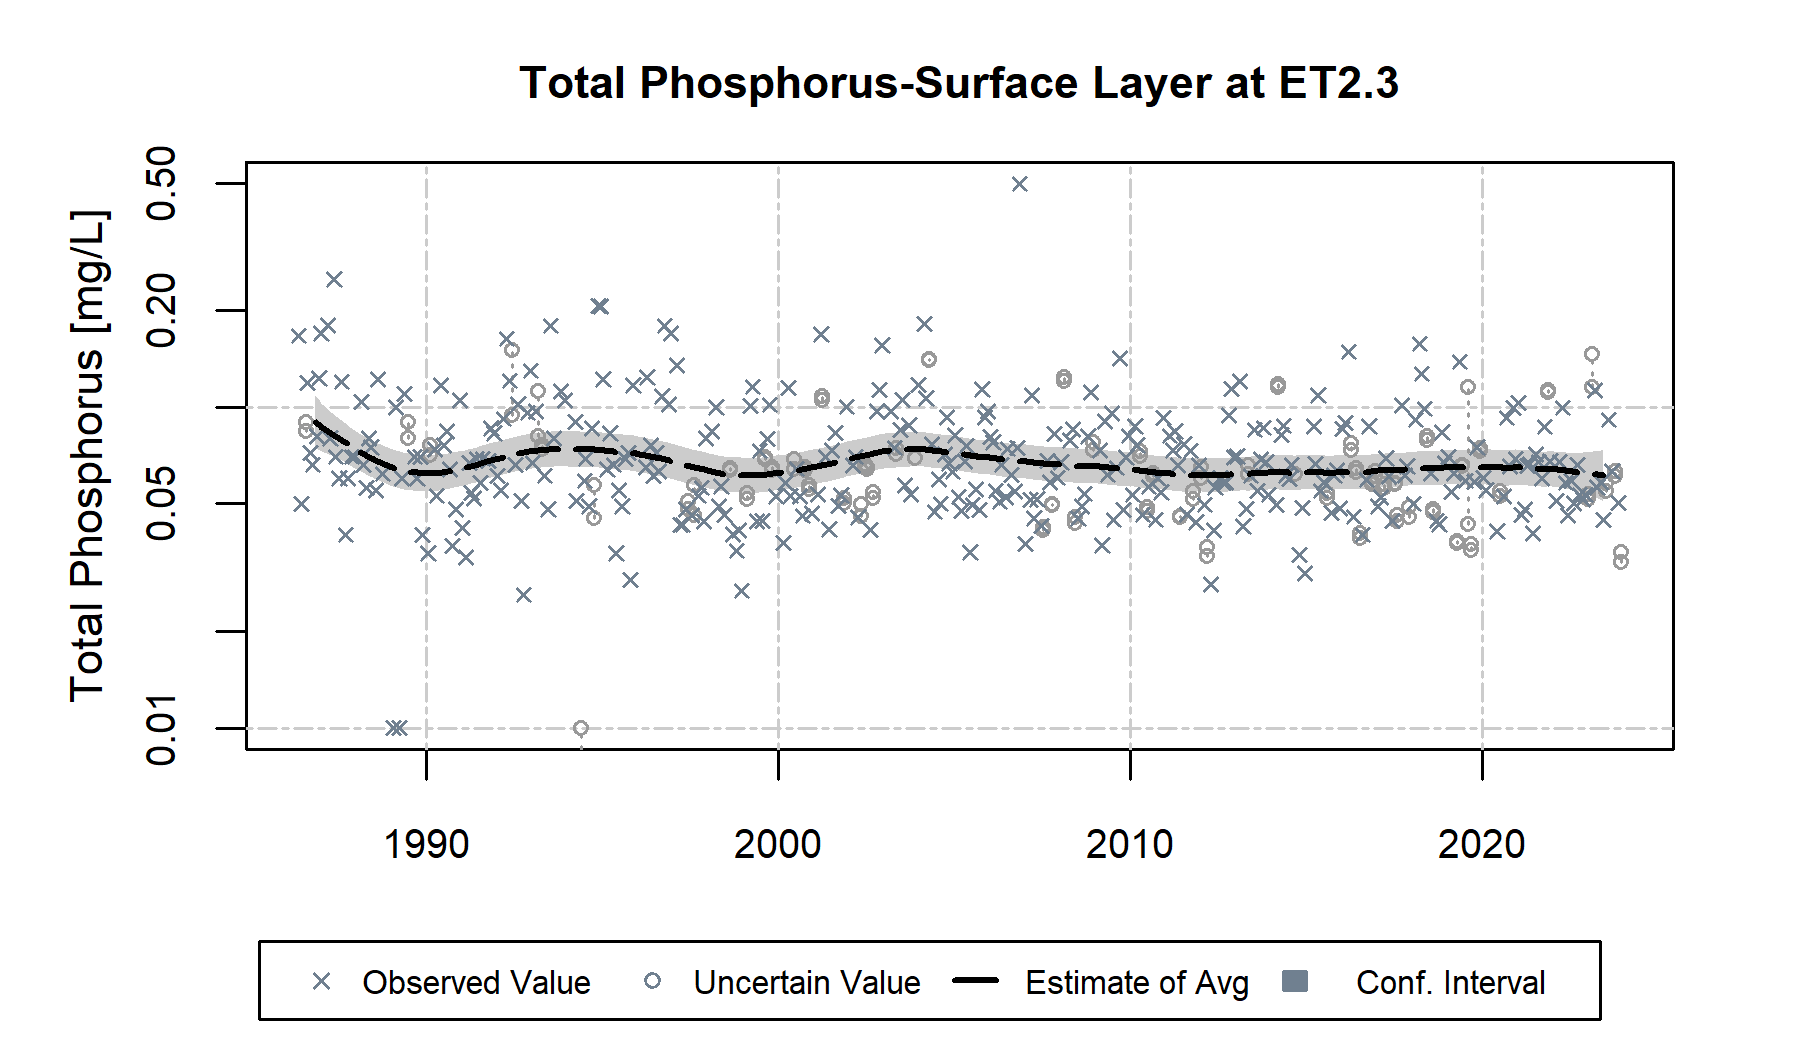 Total Phosphorus-Surface Layer at ET2.3
Total Phosphorus [mg/L]
0.50
0.20
0.05
0.01
1990 2000 2010 2020
Observed Value Uncertain Value Estimate of Avg Conf. Interval